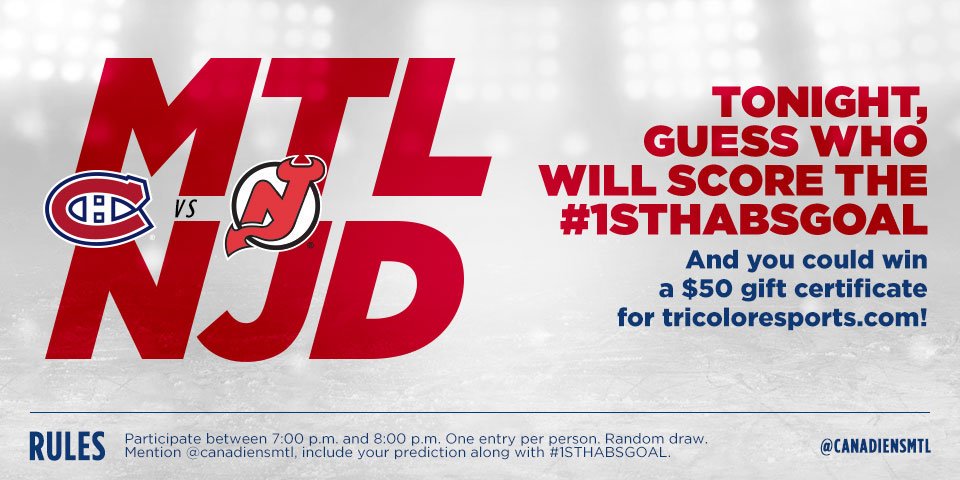 MTL
VS
NJD
TONIGHT,
GUESS WHO
WILL SCORE THE
#1STHABSGOAL
And you could win
a $50 gift certificate
for tricoloresports.com!
RULES
Participate between 7:00 p.m. and 8:00 p.m. One entry per person. Random draw.
Mention @canadiensmtl, include your prediction along with #1STHABSGOAL.
@CANADIENSMTL